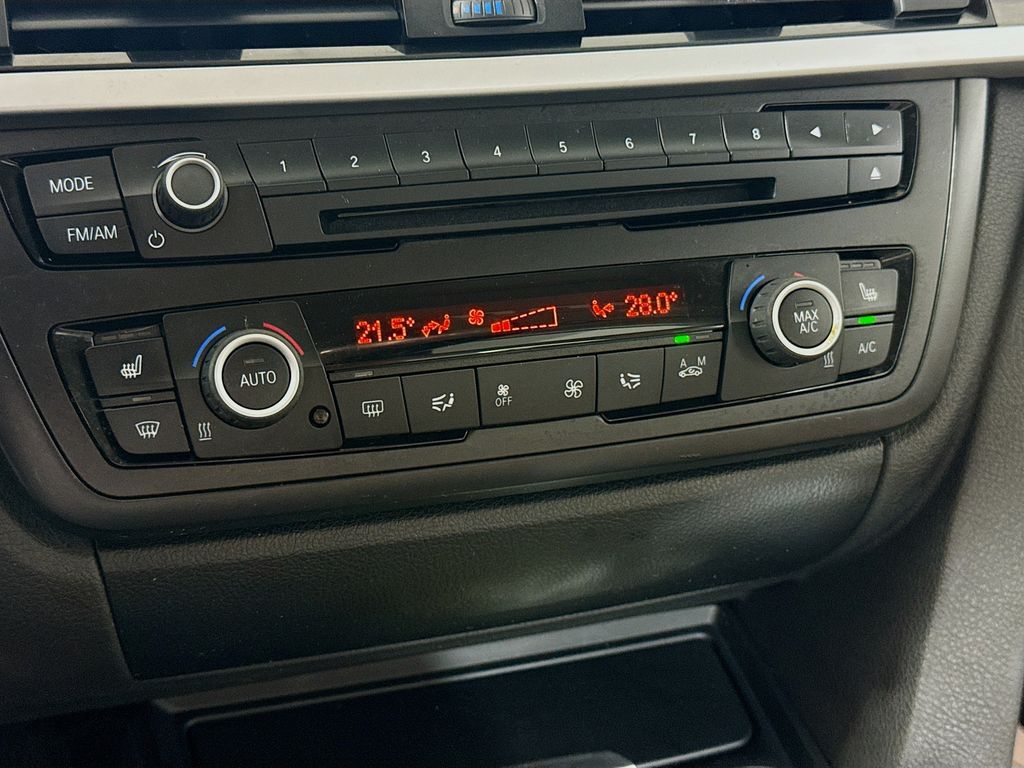 MODE
FM/AM
1 2 3 4 5 6 7 8
21.5° 28.0°
AUTO
OFF
A M
MAX
A/C
A/C